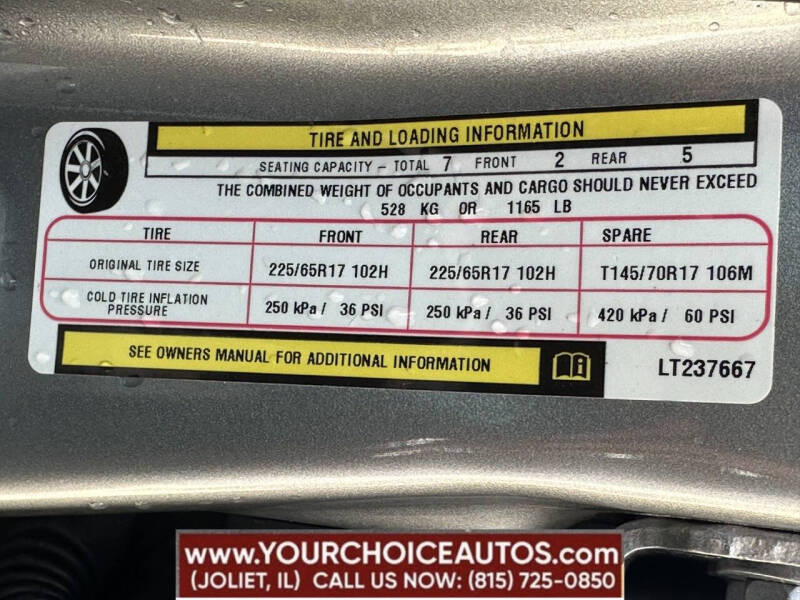 TIRE AND LOADING INFORMATION
SEATING CAPACITY – TOTAL 7 FRONT 2 REAR 5
THE COMBINED WEIGHT OF OCCUPANTS AND CARGO SHOULD NEVER EXCEED
528 KG OR 1165 LB
TIRE FRONT REAR SPARE
ORIGINAL TIRE SIZE 225/65R17 102H 225/65R17 102H T145/70R17 106M
COLD TIRE INFLATION
PRESSURE 250 kPa / 36 PSI 250 kPa / 36 PSI 420 kPa / 60 PSI
SEE OWNERS MANUAL FOR ADDITIONAL INFORMATION
LT237667
www.YOURCHOICEAUTOS.com
(JOLIET, IL) CALL US NOW: (815) 725-0850